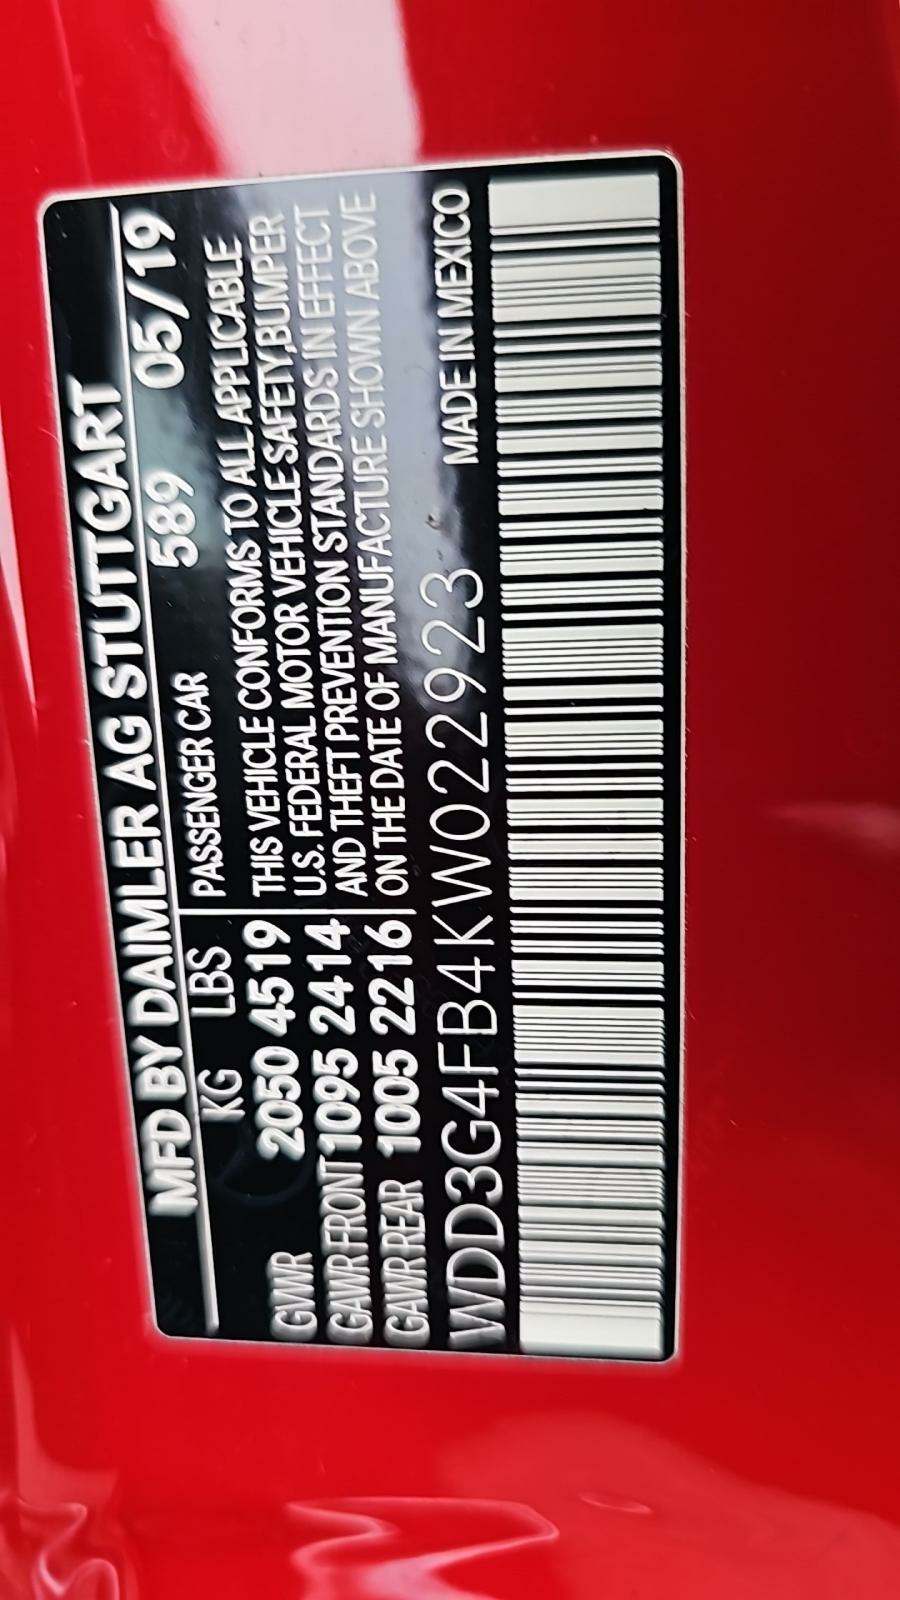 MFD BY DAIMLER AG STUTTGART
KG LBS PASSENGER CAR 589 05/19
GVWR 2050 4519 THIS VEHICLE CONFORMS TO ALL APPLICABLE
GAWR FRONT 1095 2414 U.S. FEDERAL MOTOR VEHICLE SAFETY,BUMPER
GAWR REAR 1005 2216 AND THEFT PREVENTION STANDARDS IN EFFECT
ON THE DATE OF MANUFACTURE SHOWN ABOVE
WDD3G4FB4KW022923 MADE IN MEXICO